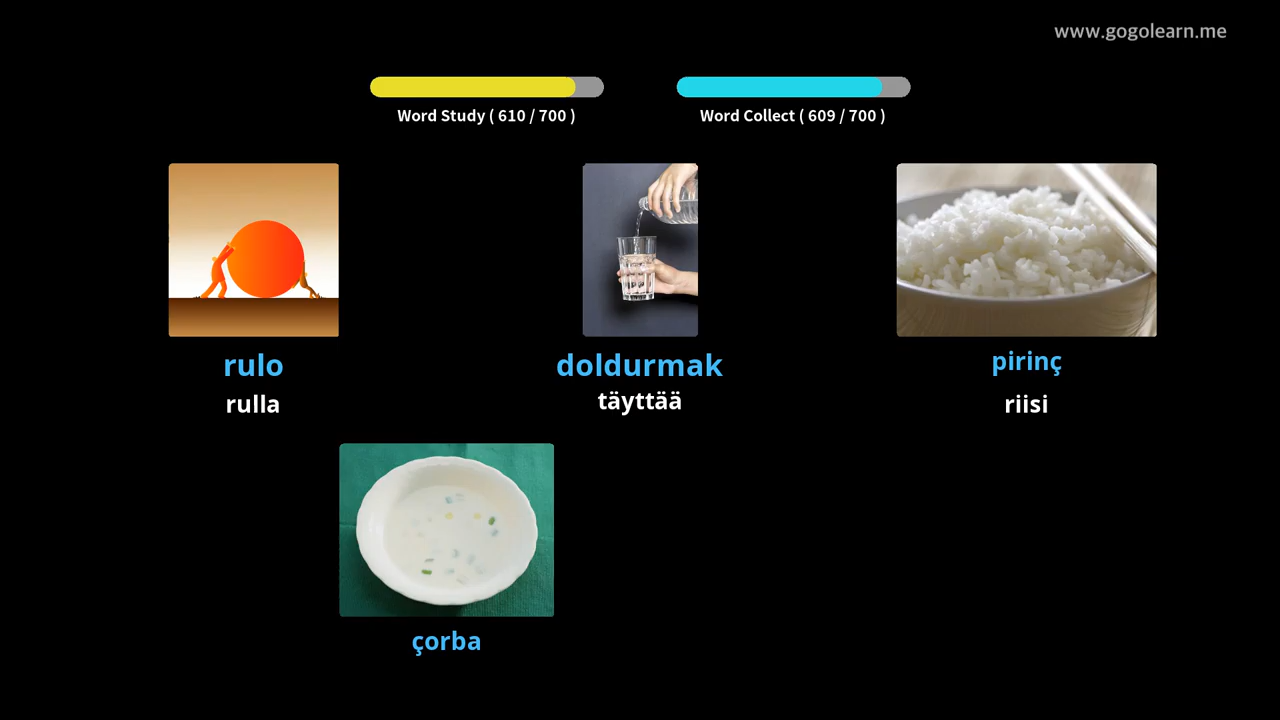 www.gogolearn.me
Word Study ( 610 / 700 )
Word Collect ( 609 / 700 )
rulo
rulla
doldurmak
täyttää
pirinç
riisi
çorba